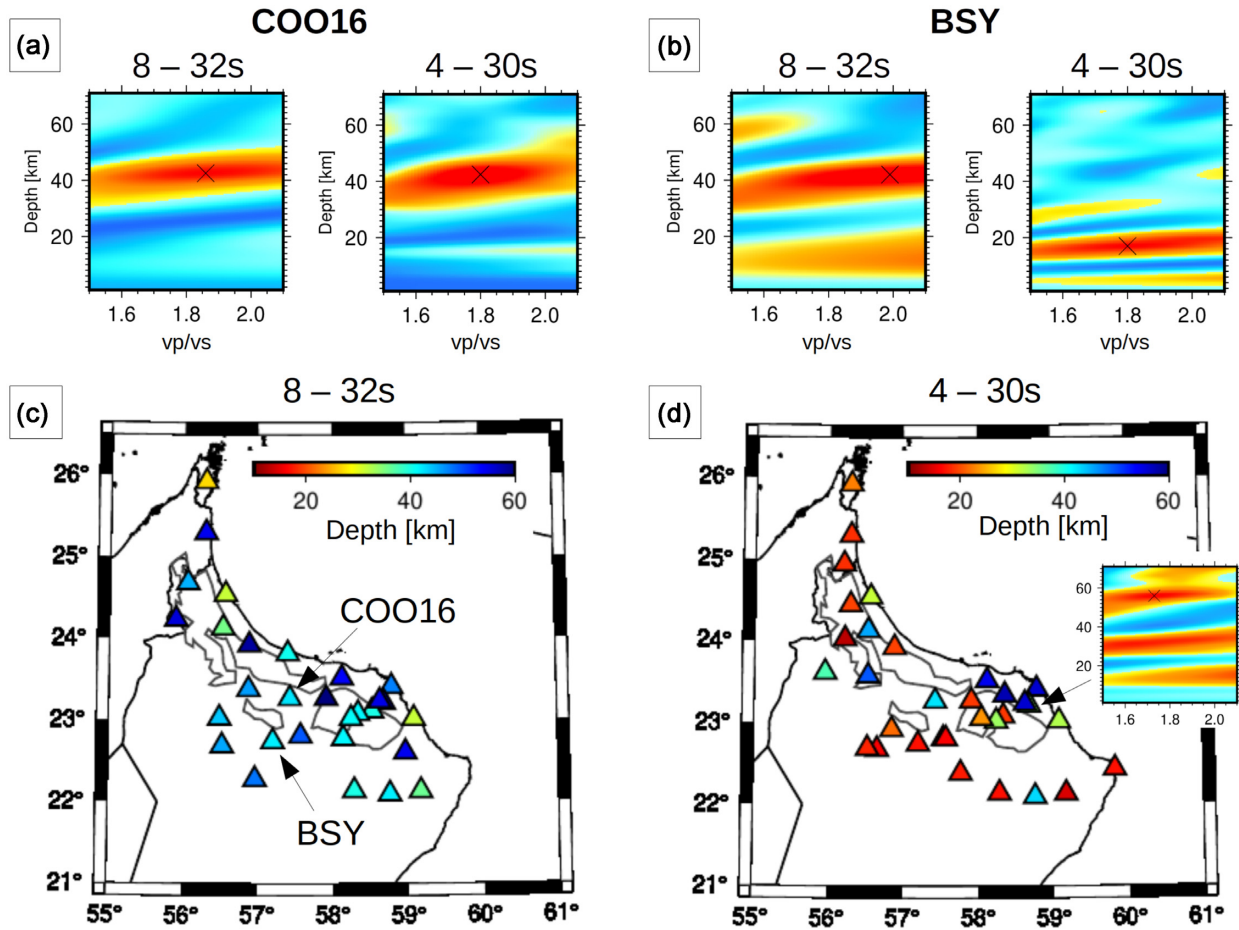 (a)
COO16
8 – 32s
4 – 30s
Depth [km]
60
40
20
1.6
1.8
2.0
vp/vs
Depth [km]
60
40
20
1.6
1.8
2.0
vp/vs
(b)
BSY
8 – 32s
4 – 30s
Depth [km]
60
40
20
1.6
1.8
2.0
vp/vs
Depth [km]
60
40
20
1.6
1.8
2.0
vp/vs
(c)
8 – 32s
20
40
60
Depth [km]
COO16
BSY
26°
25°
24°
23°
22°
21°
55°
56°
57°
58°
59°
60°
61°
(d)
4 – 30s
20
40
60
Depth [km]
26°
25°
24°
23°
22°
21°
55°
56°
57°
58°
59°
60°
61°
60
40
20
1.6
1.8
2.0